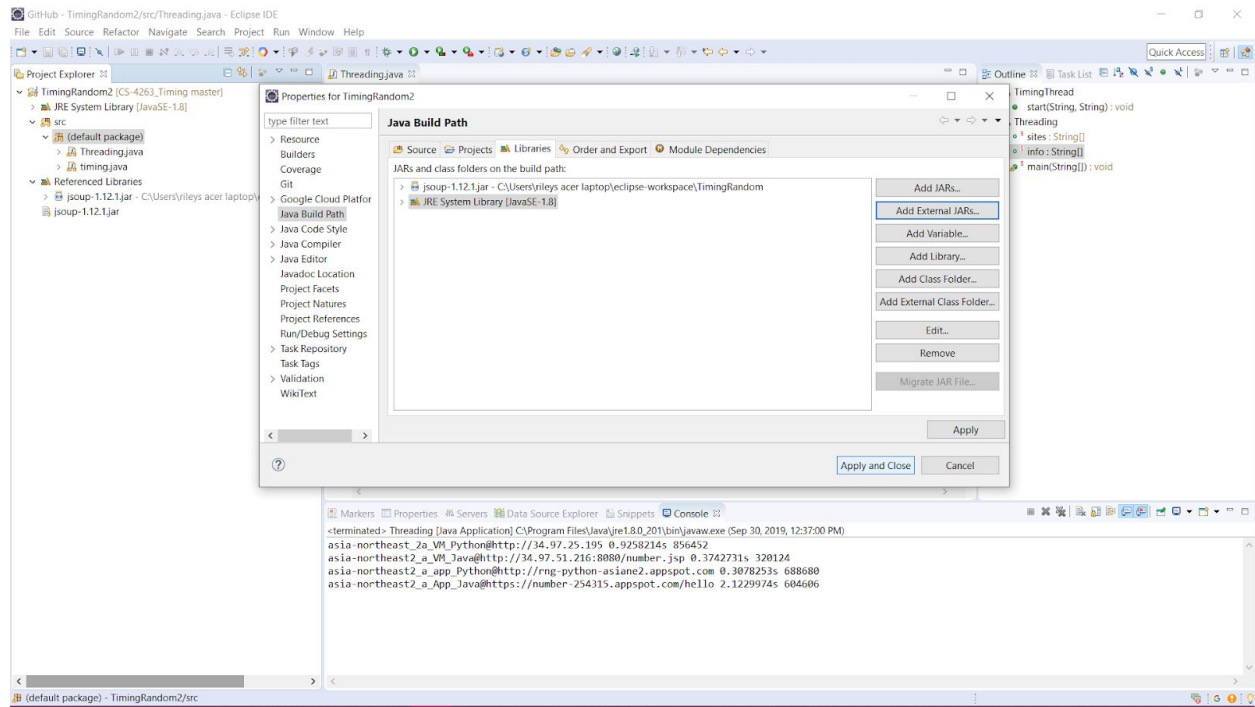 GitHub - TimingRandom2/src/Threading.java - Eclipse IDE
File Edit Source Refactor Navigate Search Project Run Window Help
Quick Access
Project Explorer
Threading.java
Outline Task List
TimingRandom2 [CS-4263_Timing master]
JRE System Library [JavaSE-1.8]
src
(default package)
Threading.java
timing.java
Referenced Libraries
jsoup-1.12.1.jar - C:\Users\rileys acer laptop\
jsoup-1.12.1.jar
Properties for TimingRandom2
type filter text
Resource
Builders
Coverage
Git
Google Cloud Platfor
Java Build Path
Java Code Style
Java Compiler
Java Editor
Javadoc Location
Project Facets
Project Natures
Project References
Run/Debug Settings
Task Repository
Task Tags
Validation
WikiText
Java Build Path
Source Projects Libraries Order and Export Module Dependencies
JARs and class folders on the build path:
jsoup-1.12.1.jar - C:\Users\rileys acer laptop\eclipse-workspace\TimingRandom
JRE System Library [JavaSE-1.8]
Add JARs...
Add External JARs...
Add Variable...
Add Library...
Add Class Folder...
Add External Class Folder...
Edit...
Remove
Migrate JAR File...
Apply
Apply and Close Cancel
TimingThread
start(String, String) : void
Threading
sites : String[]
info : String[]
main(String[]) : void
Markers Properties Servers Data Source Explorer Snippets Console
<terminated> Threading [Java Application] C:\Program Files\Java\jre1.8.0_201\bin\javaw.exe (Sep 30, 2019, 12:37:00 PM)
asia-northeast_2a_VM_Python@http://34.97.25.195 0.9258214s 856452
asia-northeast2_a_VM_Java@http://34.97.51.216:8080/number.jsp 0.3742731s 320124
asia-northeast2_a_app_Python@http://rng-python-asiane2.appspot.com 0.3078253s 688680
asia-northeast2_a_App_Java@https://number-254315.appspot.com/hello 2.1229974s 604606
(default package) - TimingRandom2/src